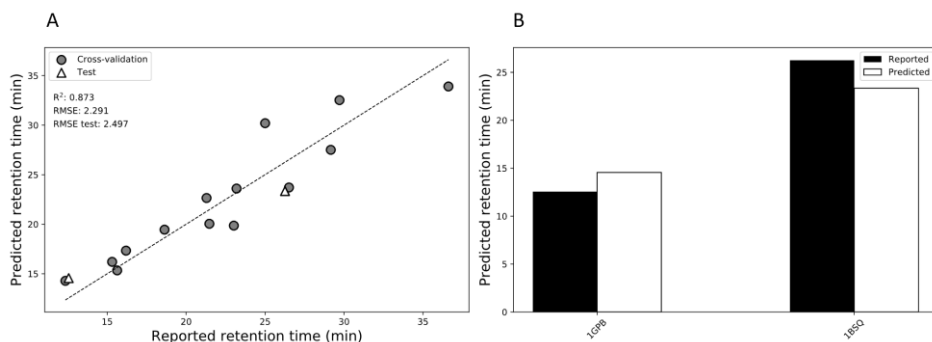 A
Cross-validation
Test
R²: 0.873
RMSE: 2.291
RMSE test: 2.497
Predicted retention time (min)
35
30
25
20
15
15
20
25
30
35
Reported retention time (min)
B
Reported
Predicted
Predicted retention time (min)
25
20
15
10
5
0
1GPB
1BSQ